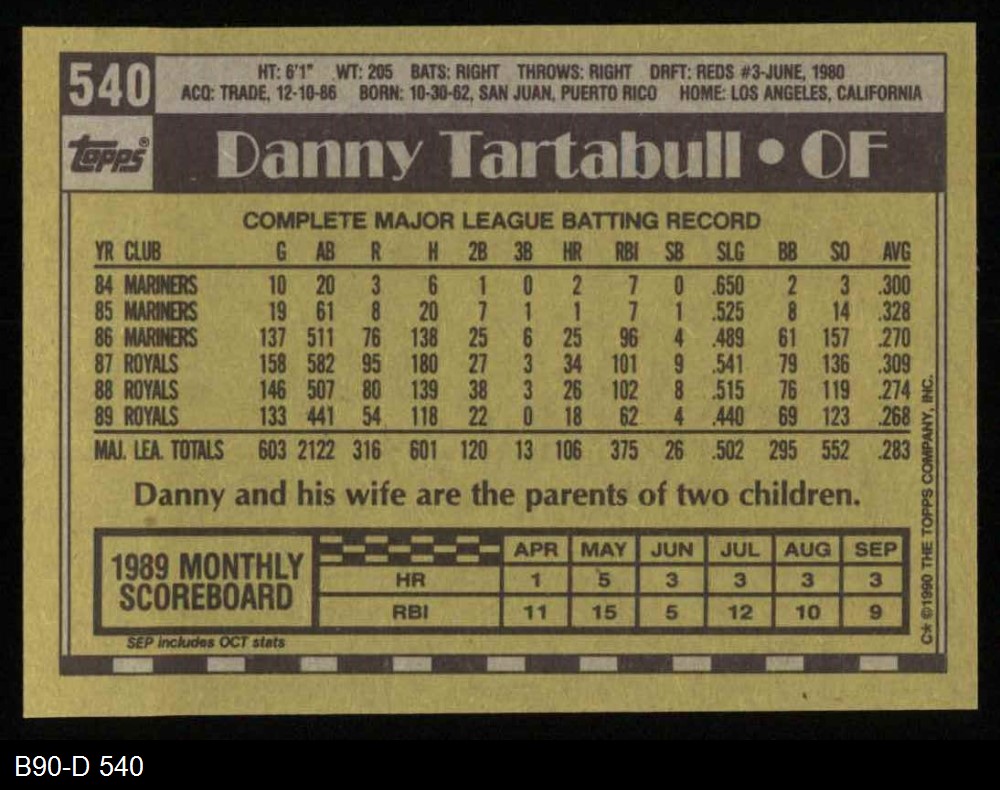 540
HT: 6'1" WT: 205 BATS: RIGHT THROWS: RIGHT DRFT: REDS #3-JUNE, 1980
ACQ: TRADE, 12-10-86 BORN: 10-30-62, SAN JUAN, PUERTO RICO HOME: LOS ANGELES, CALIFORNIA
topps®
Danny Tartabull • OF
COMPLETE MAJOR LEAGUE BATTING RECORD
YR CLUB G AB R H 2B 3B HR RBI SB SLG BB SO AVG
84 MARINERS 10 20 3 6 1 0 2 7 0 .650 2 3 .300
85 MARINERS 19 61 8 20 7 1 1 7 1 .525 8 14 .328
86 MARINERS 137 511 76 138 25 6 25 96 4 .489 61 157 .270
87 ROYALS 158 582 95 180 27 3 34 101 9 .541 79 136 .309
88 ROYALS 146 507 80 139 38 3 26 102 8 .515 76 119 .274
89 ROYALS 133 441 54 118 22 0 18 62 4 .440 69 123 .268
MAJ. LEA. TOTALS 603 2122 316 601 120 13 106 375 26 .502 295 552 .283
Danny and his wife are the parents of two children.
1989 MONTHLY
SCOREBOARD
APR MAY JUN JUL AUG SEP
HR 1 5 3 3 3 3
RBI 11 15 5 12 10 9
SEP includes OCT stats
C* ©1990 THE TOPPS COMPANY, INC.
B90-D 540